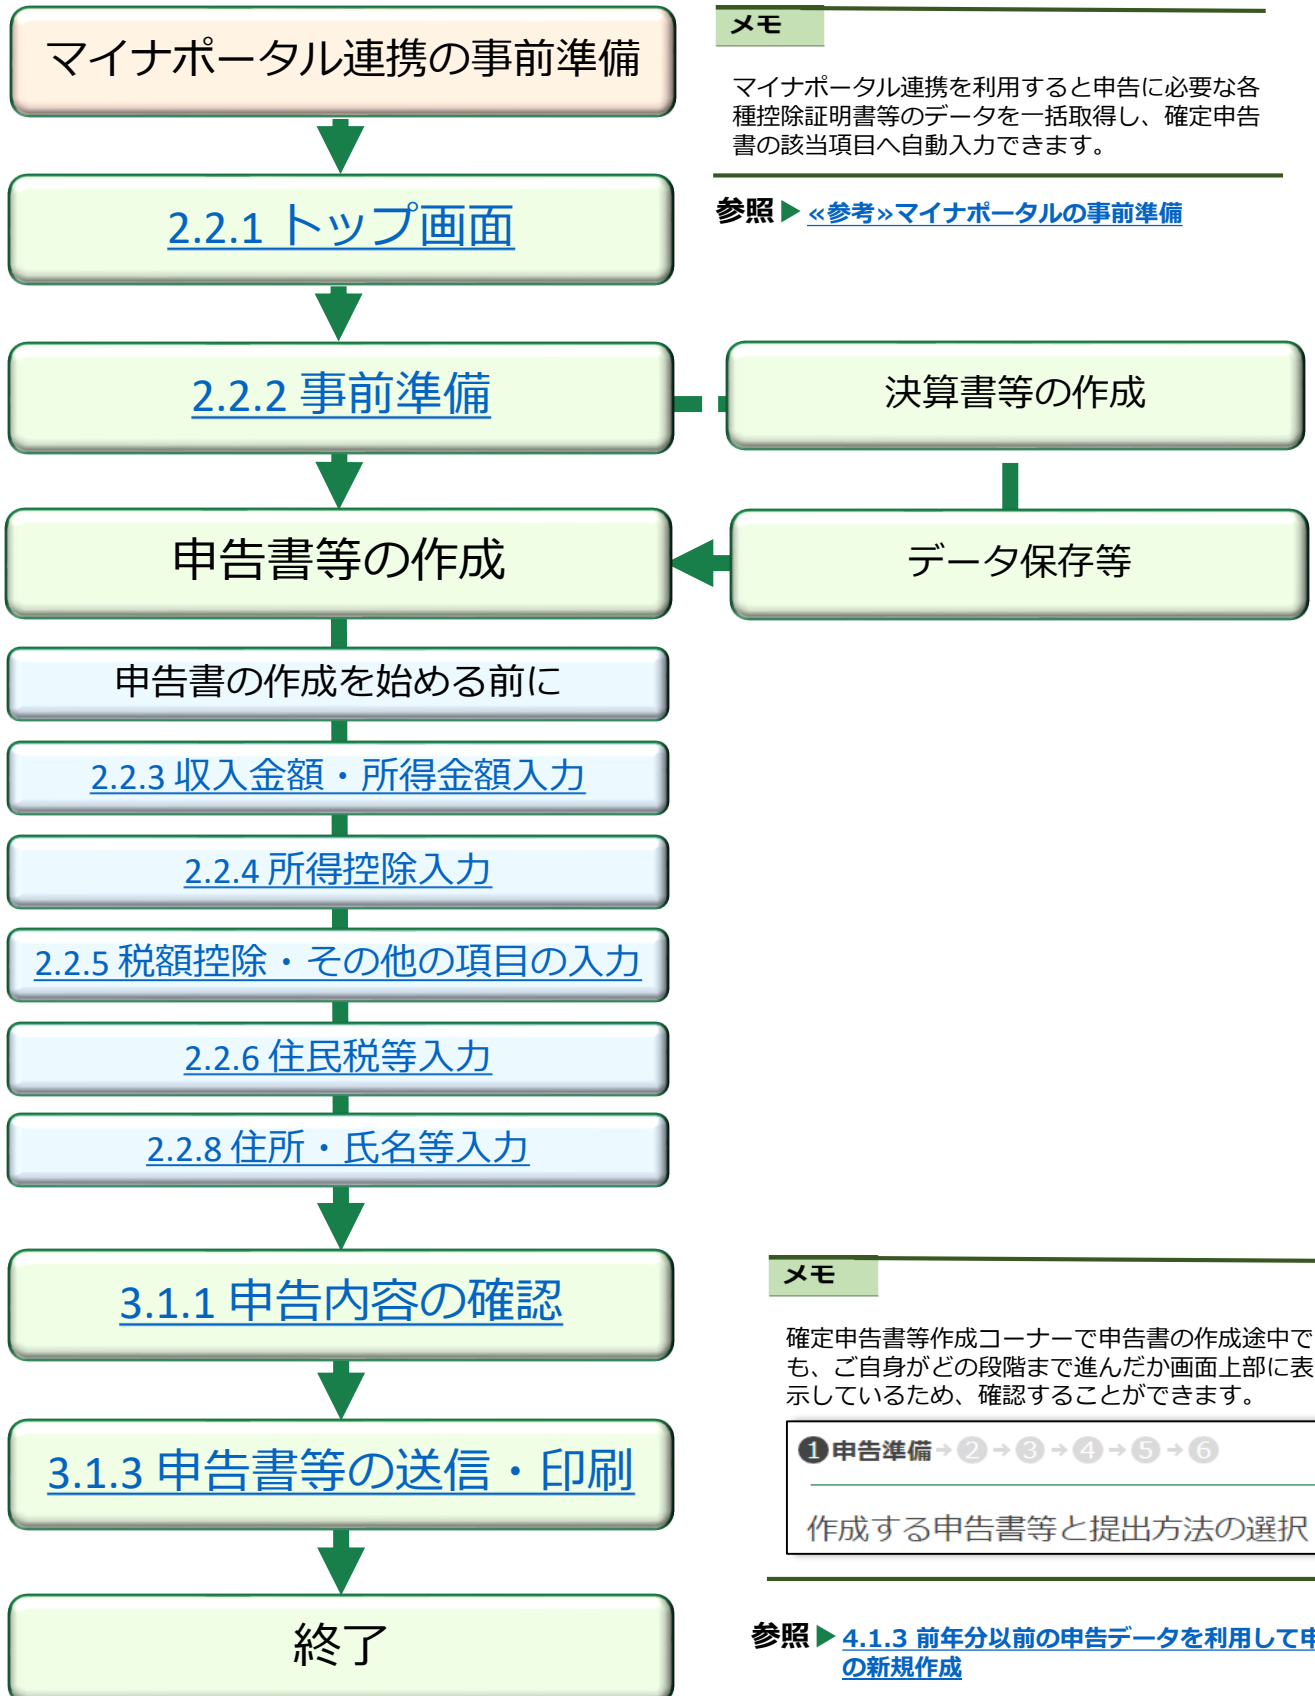 マイナポータル連携の事前準備
メモ
マイナポータル連携を利用すると申告に必要な各
種控除証明書等のデータを一括取得し、確定申告
書の該当項目へ自動入力できます。
参照▶ «参考»マイナポータルの事前準備
2.2.1 トップ画面
2.2.2 事前準備
決算書等の作成
申告書等の作成
データ保存等
申告書の作成を始める前に
2.2.3 収入金額・所得金額入力
2.2.4 所得控除入力
2.2.5 税額控除・その他の項目の入力
2.2.6 住民税等入力
2.2.8 住所・氏名等入力
3.1.1 申告内容の確認
3.1.3 申告書等の送信・印刷
終了
メモ
確定申告書等作成コーナーで申告書の作成途中で
も、ご自身がどの段階まで進んだか画面上部に表
示しているため、確認することができます。
❶申告準備→②→③→④→⑤→⑥
作成する申告書等と提出方法の選択
参照▶ 4.1.3 前年分以前の申告データを利用して申
の新規作成